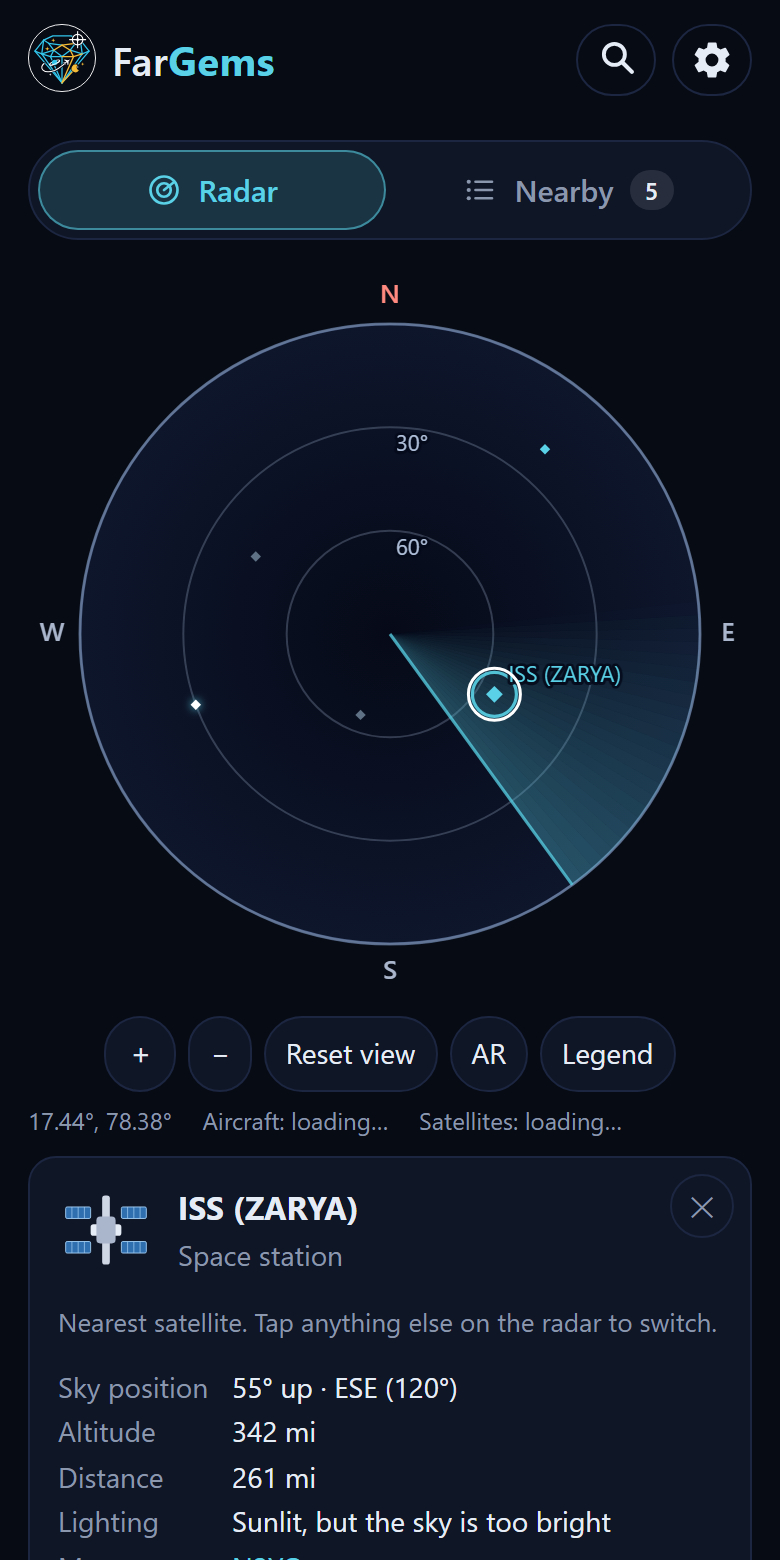 FarGems
Radar
Nearby 5
N
30°
60°
W
E
ISS (ZARYA)
S
+ − Reset view AR Legend
17.44°, 78.38° Aircraft: loading... Satellites: loading...
ISS (ZARYA)
Space station
Nearest satellite. Tap anything else on the radar to switch.
Sky position 55° up · ESE (120°)
Altitude 342 mi
Distance 261 mi
Lighting Sunlit, but the sky is too bright